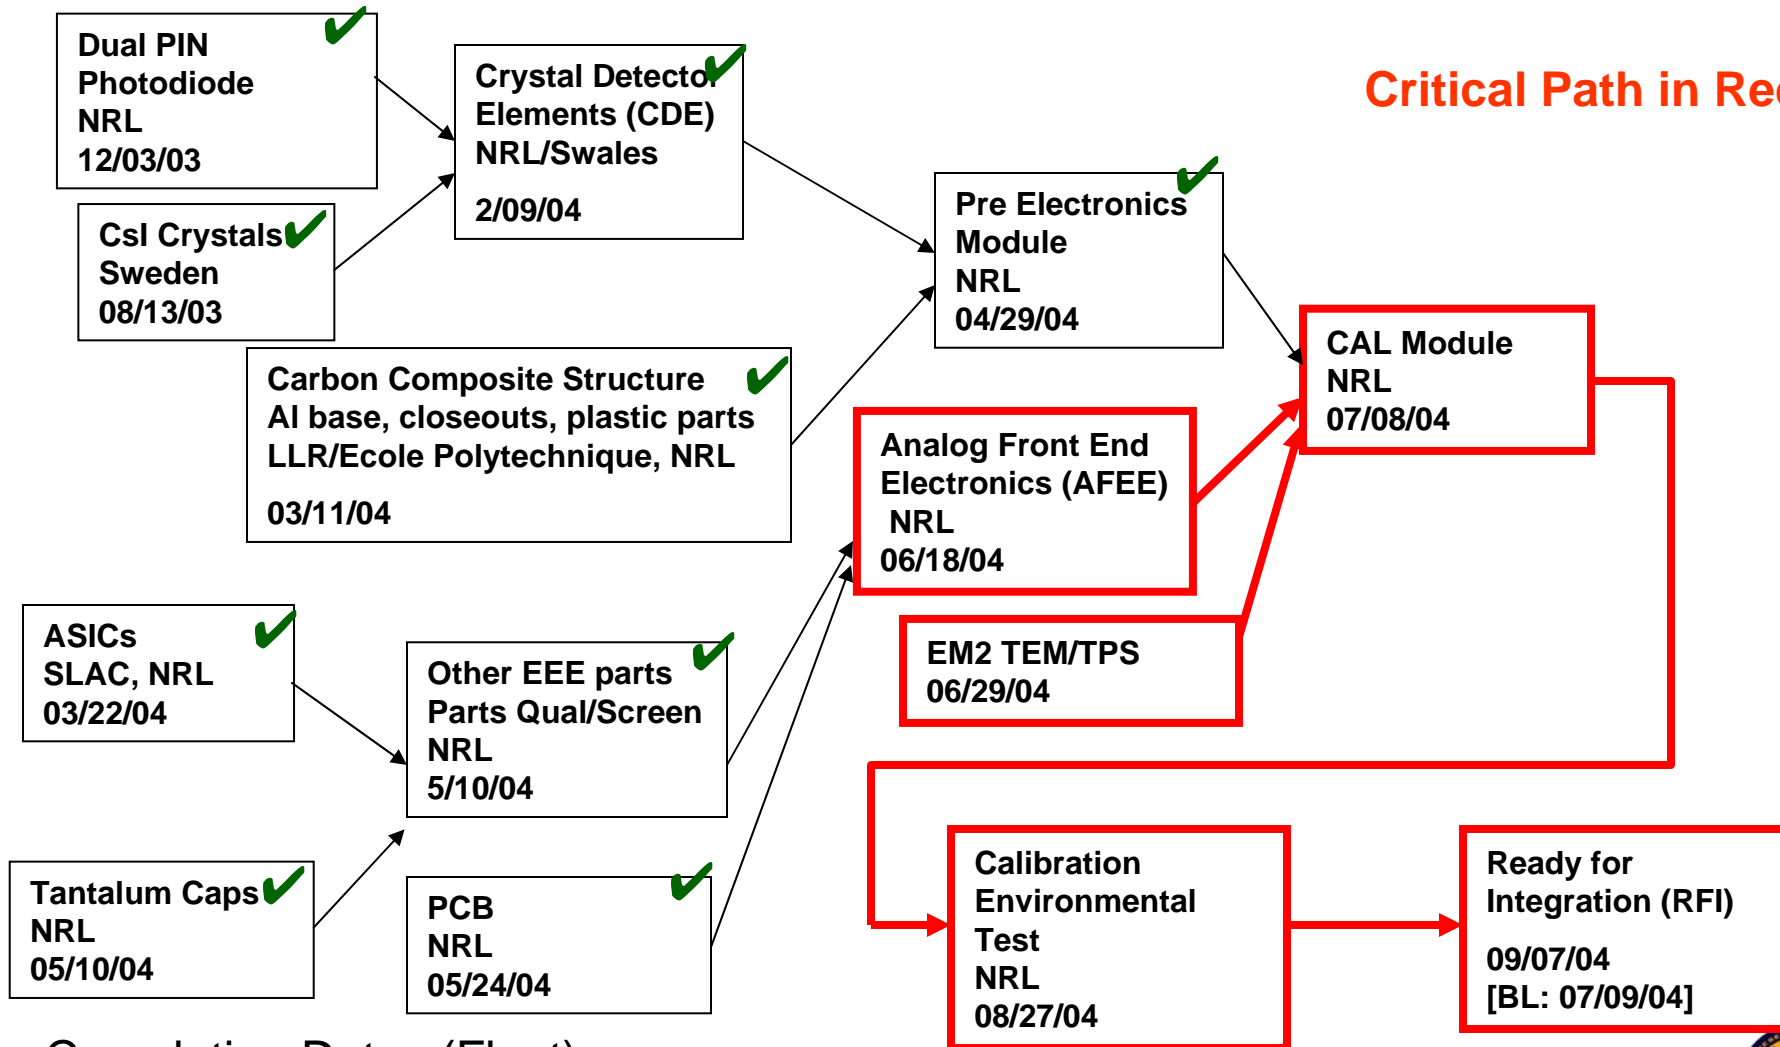 Dual PIN
Photodiode
NRL
12/03/03
Crystal Detector
Elements (CDE)
NRL/Swales
2/09/04
Critical Path in Red
CsI Crystals
Sweden
08/13/03
Pre Electronics
Module
NRL
04/29/04
Carbon Composite Structure
Al base, closeouts, plastic parts
LLR/Ecole Polytechnique, NRL
03/11/04
CAL Module
NRL
07/08/04
Analog Front End
Electronics (AFEE)
NRL
06/18/04
ASICs
SLAC, NRL
03/22/04
Other EEE parts
Parts Qual/Screen
NRL
5/10/04
EM2 TEM/TPS
06/29/04
Tantalum Caps
NRL
05/10/04
PCB
NRL
05/24/04
Calibration
Environmental
Test
NRL
08/27/04
Ready for
Integration (RFI)
09/07/04
[BL: 07/09/04]